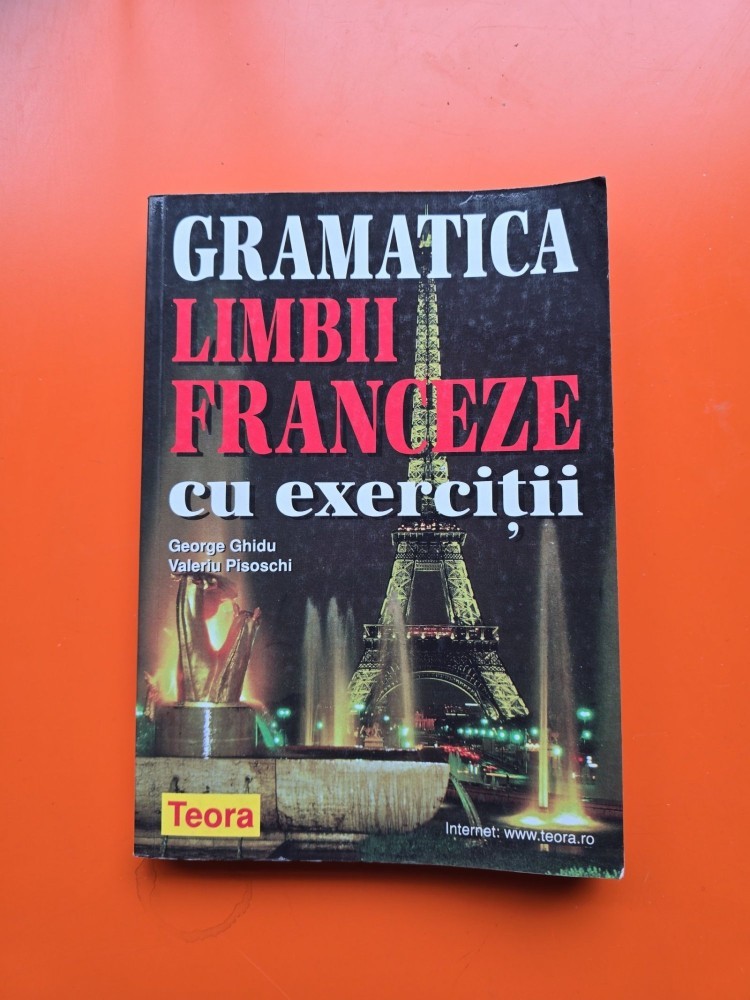 GRAMATICA
LIMBII
FRANCEZE
cu exerciții
George Ghidu
Valeriu Pisoschi
Teora
Internet: www.teora.ro